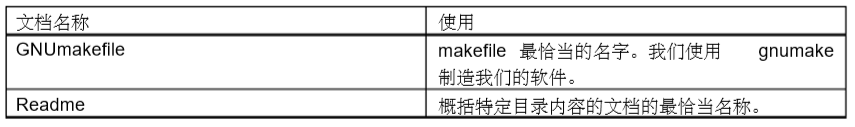 文档名称 使用
GNUmakefile makefile 最恰当的名字。我们使用 gnumake
制造我们的软件。
Readme 概括特定目录内容的文档的最恰当名称。